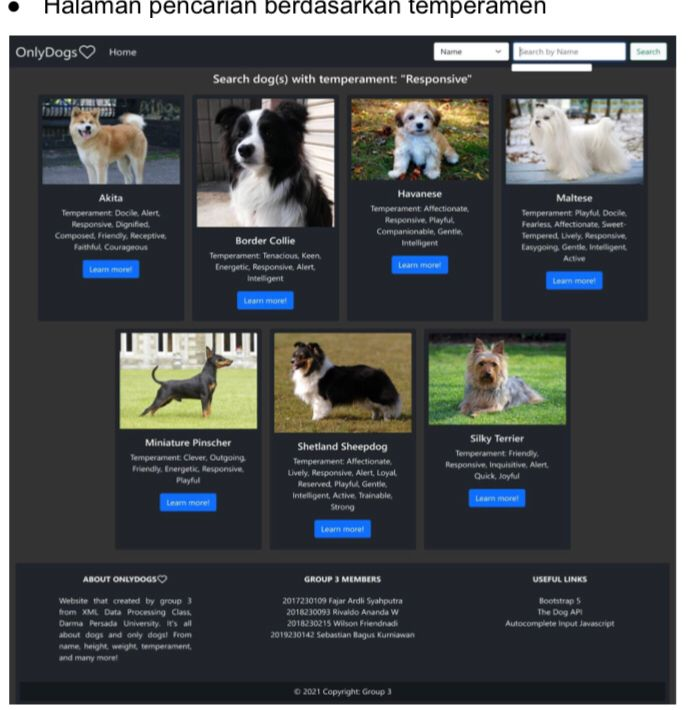 ● Halaman pencarian berdasarkan temperamen
OnlyDogs♡ Home Name Search by Name Search
Search dog(s) with temperament: "Responsive"
Akita
Temperament: Docile, Alert,
Responsive, Dignified,
Composed, Friendly, Receptive,
Faithful, Courageous
Learn more!
Border Collie
Temperament: Tenacious, Keen,
Energetic, Responsive, Alert,
Intelligent
Learn more!
Havanese
Temperament: Affectionate,
Responsive, Playful,
Companionable, Gentle,
Intelligent
Learn more!
Maltese
Temperament: Playful, Docile,
Fearless, Affectionate, Sweet-
Tempered, Lively, Responsive,
Easygoing, Gentle, Intelligent,
Active
Learn more!
Miniature Pinscher
Temperament: Clever, Outgoing,
Friendly, Energetic, Responsive,
Playful
Learn more!
Shetland Sheepdog
Temperament: Affectionate,
Lively, Responsive, Alert, Loyal,
Reserved, Playful, Gentle,
Intelligent, Active, Trainable,
Strong
Learn more!
Silky Terrier
Temperament: Friendly,
Responsive, Inquisitive, Alert,
Quick, Joyful
Learn more!
ABOUT ONLYDOGS♡
Website that created by group 3
from XML Data Processing Class,
Darma Persada University. It's all
about dogs and only dogs! From
name, height, weight, temperament,
and many more!
GROUP 3 MEMBERS
2017230109 Fajar Ardli Syahputra
2018230093 Rivaldo Ananda W
2018230215 Wilson Friendnadi
2019230142 Sebastian Bagus Kurniawan
USEFUL LINKS
Bootstrap 5
The Dog API
Autocomplete Input Javascript
© 2021 Copyright: Group 3